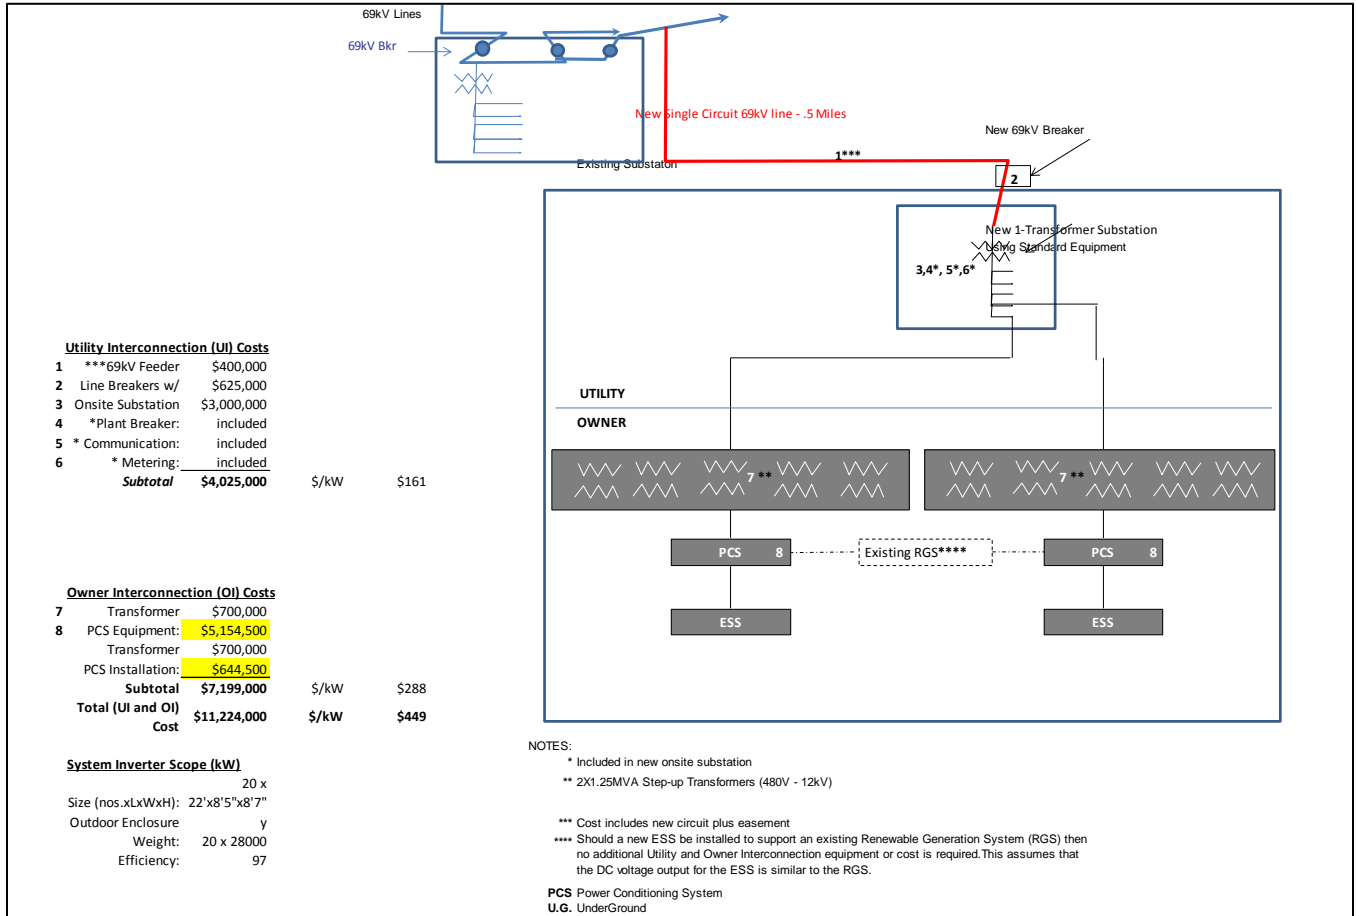 69kV Lines
69kV Bkr
New Single Circuit 69kV line - .5 Miles
New 69kV Breaker
1***
Existing Substaton
2
New 1-Transformer Substation
Using Standard Equipment
3,4*, 5*,6*
Utility Interconnection (UI) Costs
1 ***69kV Feeder $400,000
2 Line Breakers w/ $625,000
3 Onsite Substation $3,000,000
4 *Plant Breaker: included
5 * Communication: included
6 * Metering: included
Subtotal $4,025,000 $/kW $161
UTILITY
OWNER
7 **
7 **
PCS 8
Existing RGS****
PCS 8
ESS
ESS
Owner Interconnection (OI) Costs
7 Transformer $700,000
8 PCS Equipment: $5,154,500
Transformer $700,000
PCS Installation: $644,500
Subtotal $7,199,000 $/kW $288
Total (UI and OI)
Cost $11,224,000 $/kW $449
System Inverter Scope (kW)
20 x
Size (nos.xLxWxH): 22'x8'5"x8'7"
Outdoor Enclosure y
Weight: 20 x 28000
Efficiency: 97
NOTES:
* Included in new onsite substation
** 2X1.25MVA Step-up Transformers (480V - 12kV)
*** Cost includes new circuit plus easement
**** Should a new ESS be installed to support an existing Renewable Generation System (RGS) then
no additional Utility and Owner Interconnection equipment or cost is required.This assumes that
the DC voltage output for the ESS is similar to the RGS.
PCS Power Conditioning System
U.G. UnderGround